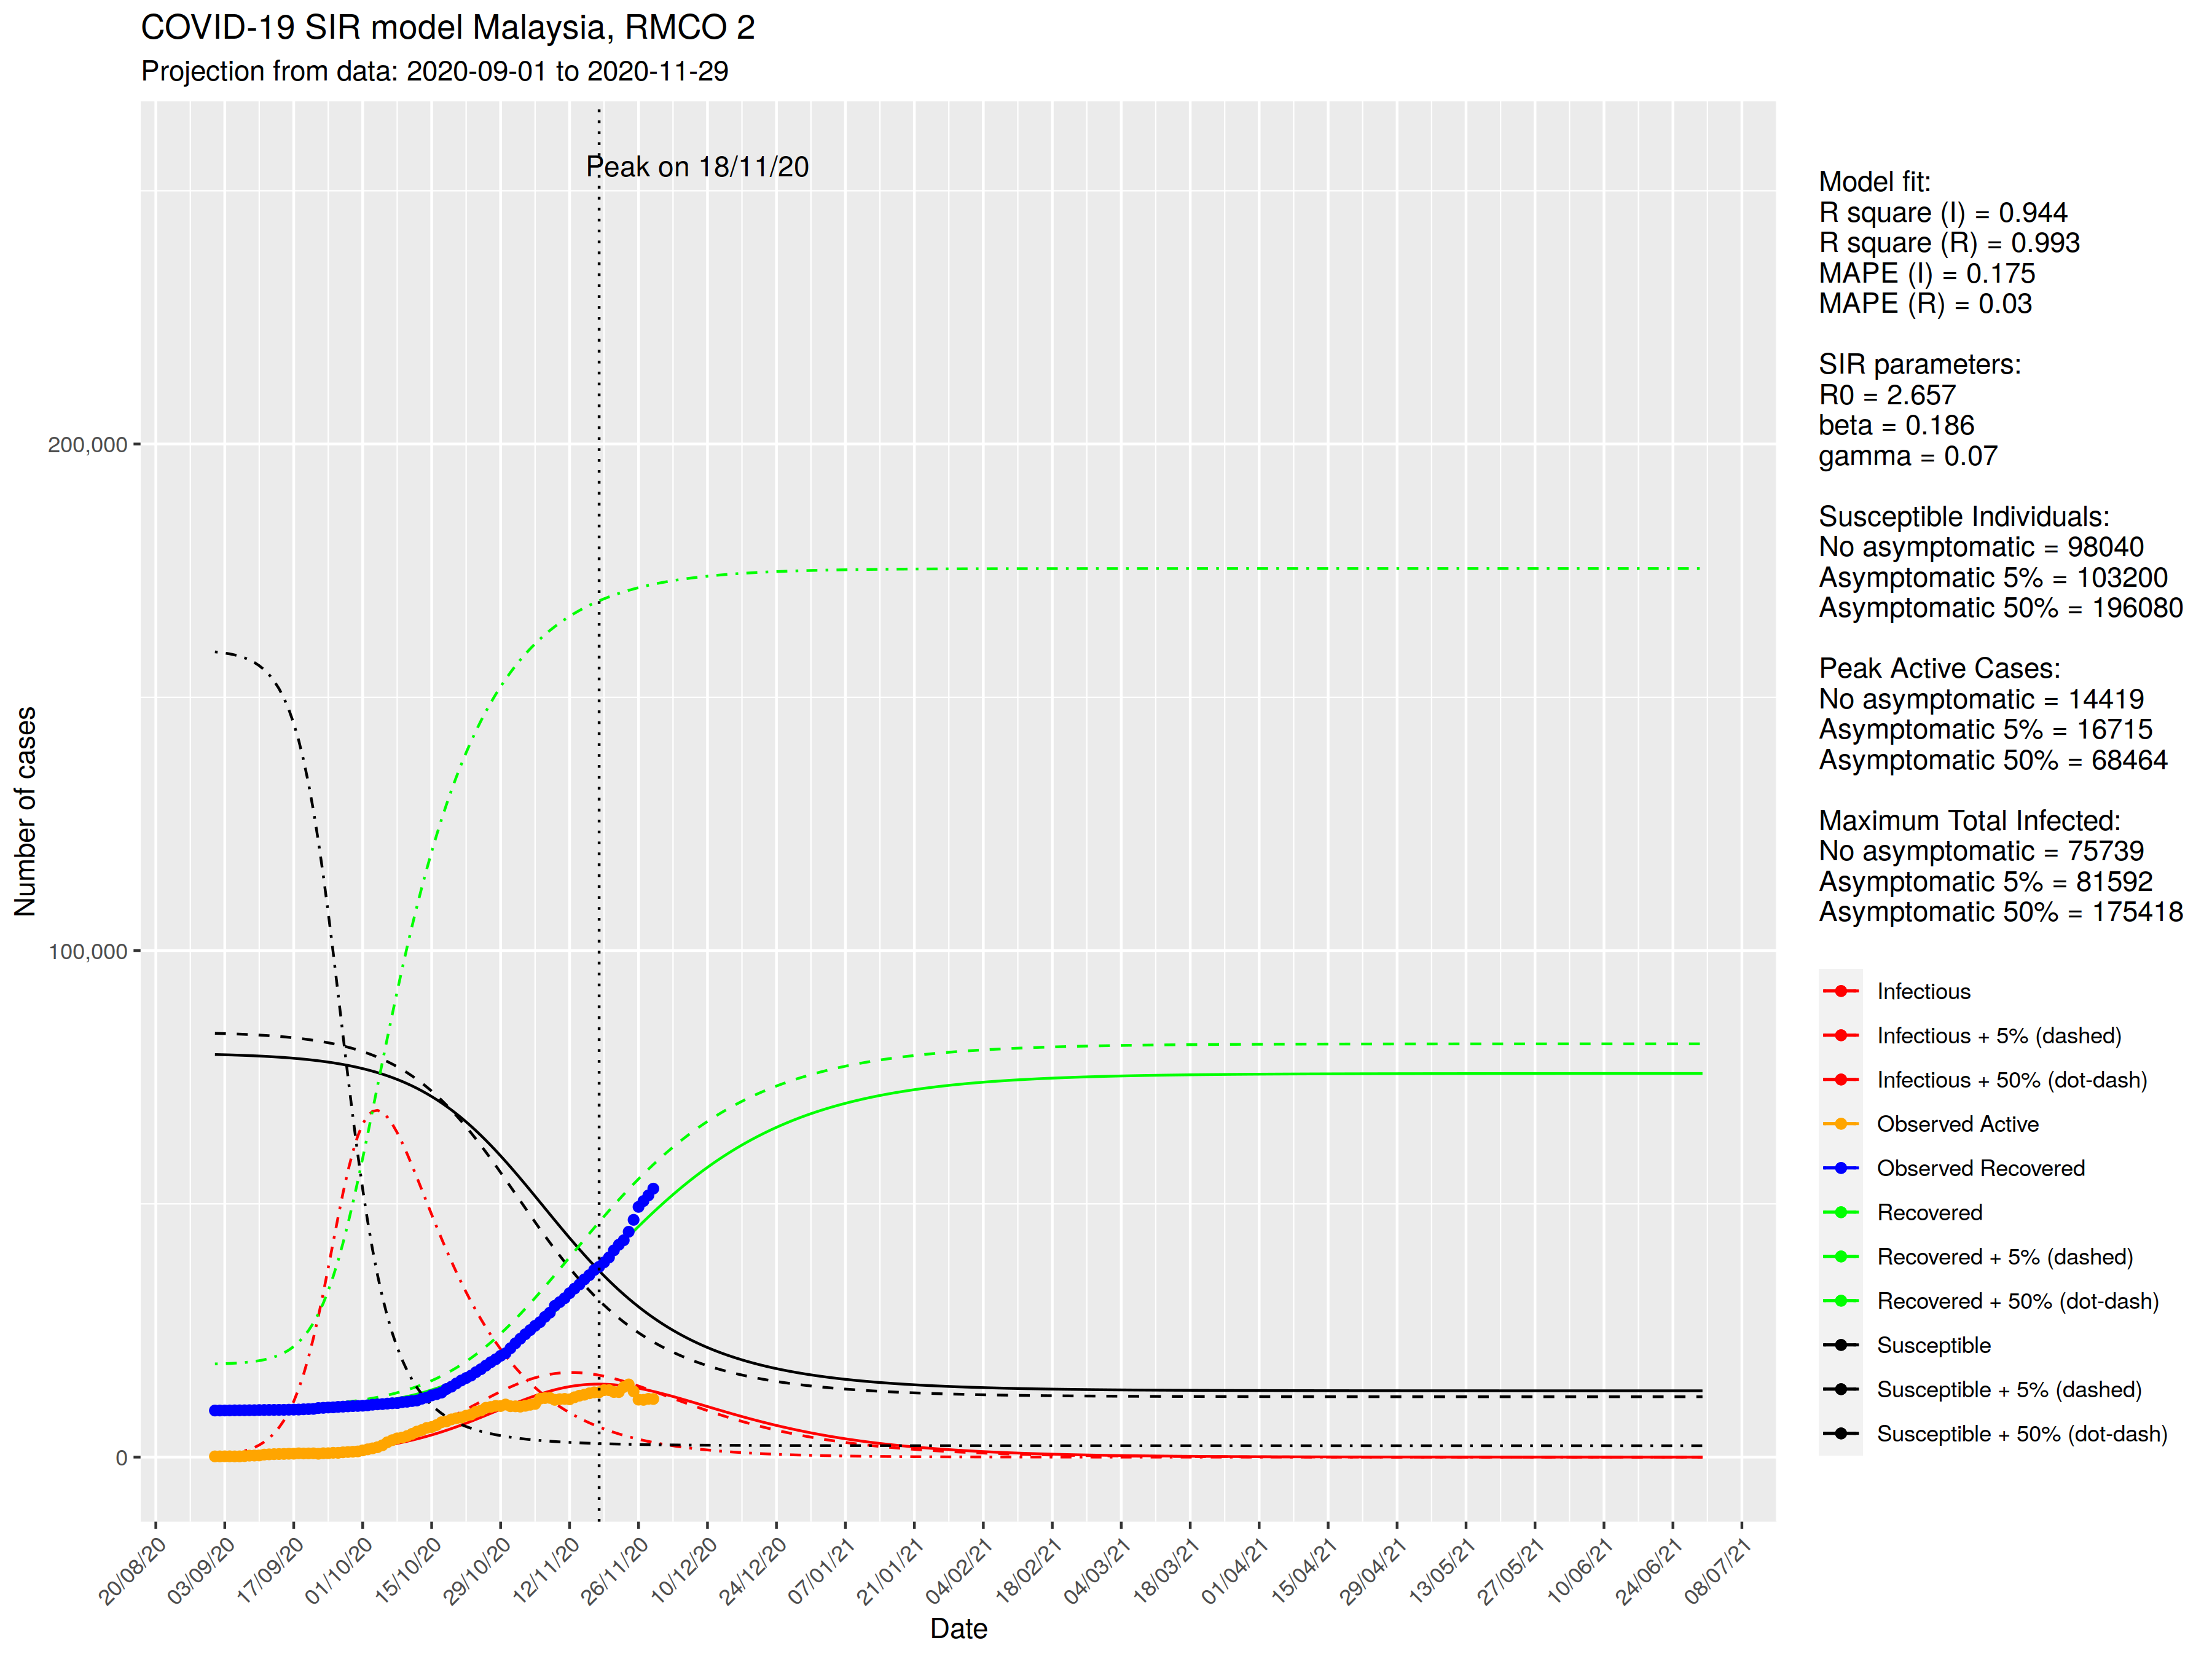 COVID-19 SIR model Malaysia, RMCO 2
Projection from data: 2020-09-01 to 2020-11-29
Peak on 18/11/20
Number of cases
200,000
100,000
0
20/08/20
03/09/20
17/09/20
01/10/20
15/10/20
29/10/20
12/11/20
26/11/20
10/12/20
24/12/20
07/01/21
21/01/21
04/02/21
18/02/21
04/03/21
18/03/21
01/04/21
15/04/21
29/04/21
13/05/21
27/05/21
10/06/21
24/06/21
08/07/21
Date
Model fit:
R square (I) = 0.944
R square (R) = 0.993
MAPE (I) = 0.175
MAPE (R) = 0.03
SIR parameters:
R0 = 2.657
beta = 0.186
gamma = 0.07
Susceptible Individuals:
No asymptomatic = 98040
Asymptomatic 5% = 103200
Asymptomatic 50% = 196080
Peak Active Cases:
No asymptomatic = 14419
Asymptomatic 5% = 16715
Asymptomatic 50% = 68464
Maximum Total Infected:
No asymptomatic = 75739
Asymptomatic 5% = 81592
Asymptomatic 50% = 175418
Infectious
Infectious + 5% (dashed)
Infectious + 50% (dot-dash)
Observed Active
Observed Recovered
Recovered
Recovered + 5% (dashed)
Recovered + 50% (dot-dash)
Susceptible
Susceptible + 5% (dashed)
Susceptible + 50% (dot-dash)